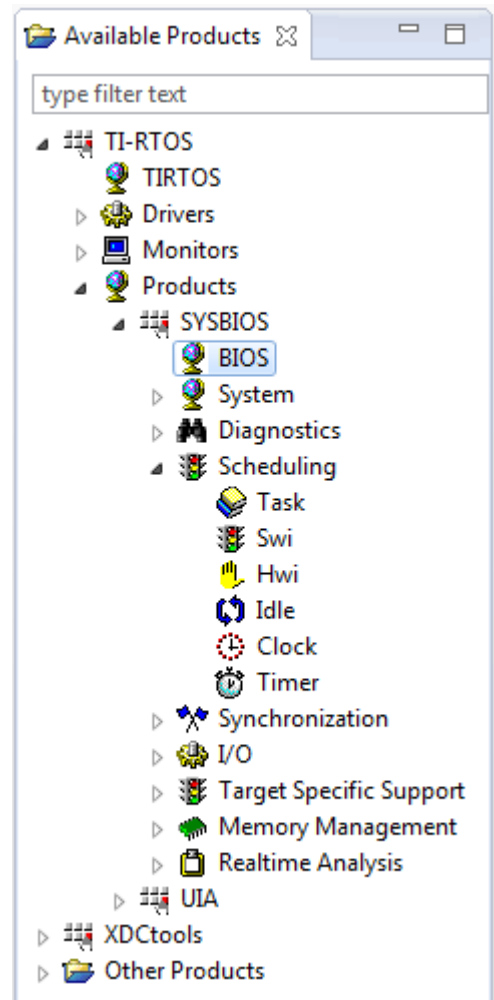 Available Products
type filter text
TI-RTOS
TIRTOS
Drivers
Monitors
Products
SYSBIOS
BIOS
System
Diagnostics
Scheduling
Task
Swi
Hwi
Idle
Clock
Timer
Synchronization
I/O
Target Specific Support
Memory Management
Realtime Analysis
UIA
XDCtools
Other Products